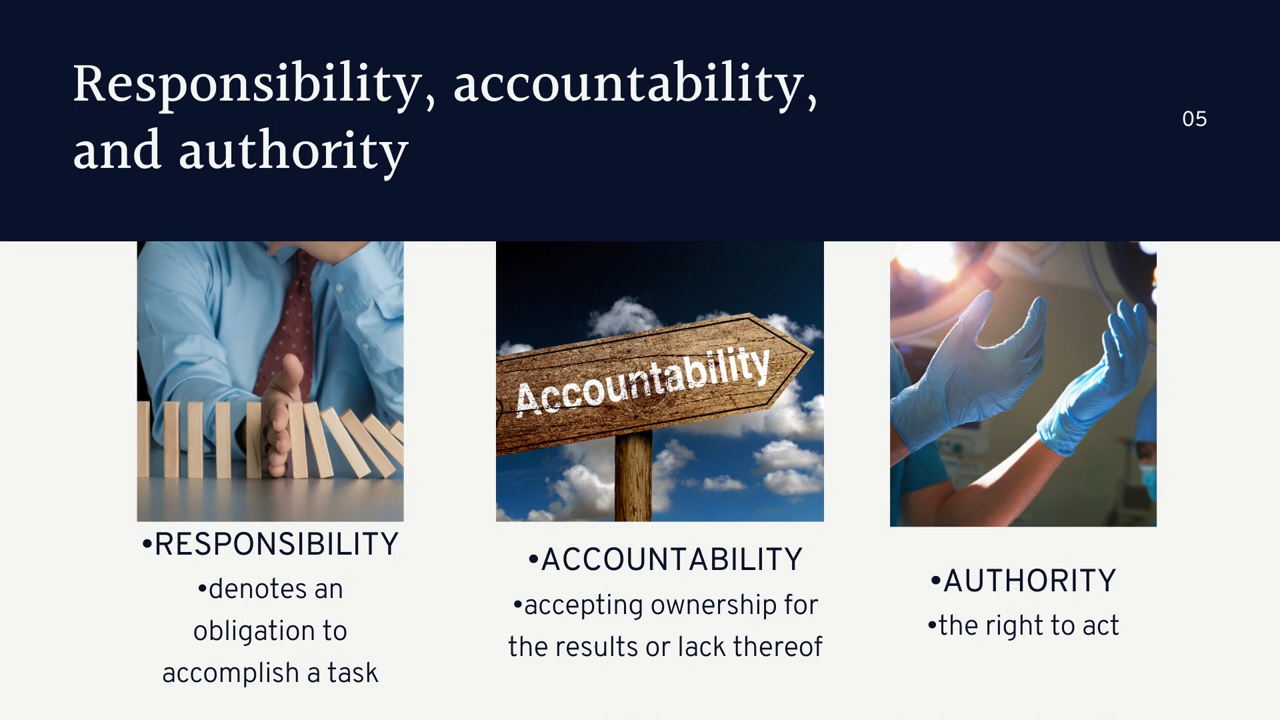 Responsibility, accountability,
and authority
05
Accountability
•RESPONSIBILITY
•denotes an
obligation to
accomplish a task
•ACCOUNTABILITY
•accepting ownership for
the results or lack thereof
•AUTHORITY
•the right to act